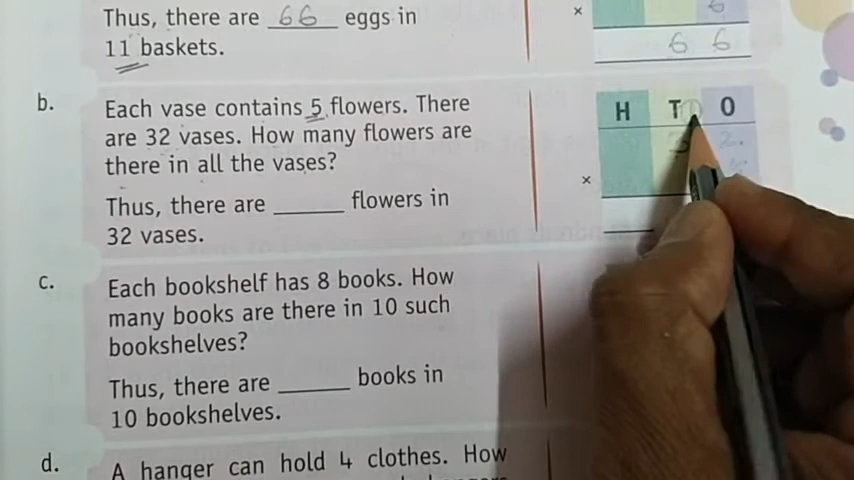 Thus, there are 66 eggs in
11 baskets.
×
6
6 6
b.
Each vase contains 5 flowers. There
are 32 vases. How many flowers are
there in all the vases?
Thus, there are ______ flowers in
32 vases.
H T O
3 2
×
c.
Each bookshelf has 8 books. How
many books are there in 10 such
bookshelves?
Thus, there are ______ books in
10 bookshelves.
d.
A hanger can hold 4 clothes. How